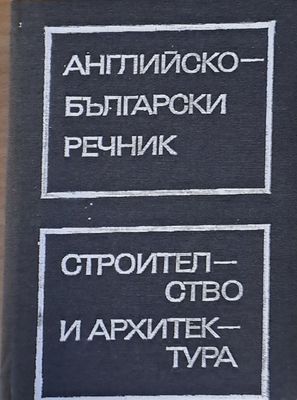 АНГЛИЙСКО—
БЪЛГАРСКИ
РЕЧНИК
СТРОИТЕЛ—
СТВО
И АРХИТЕК—
ТУРА